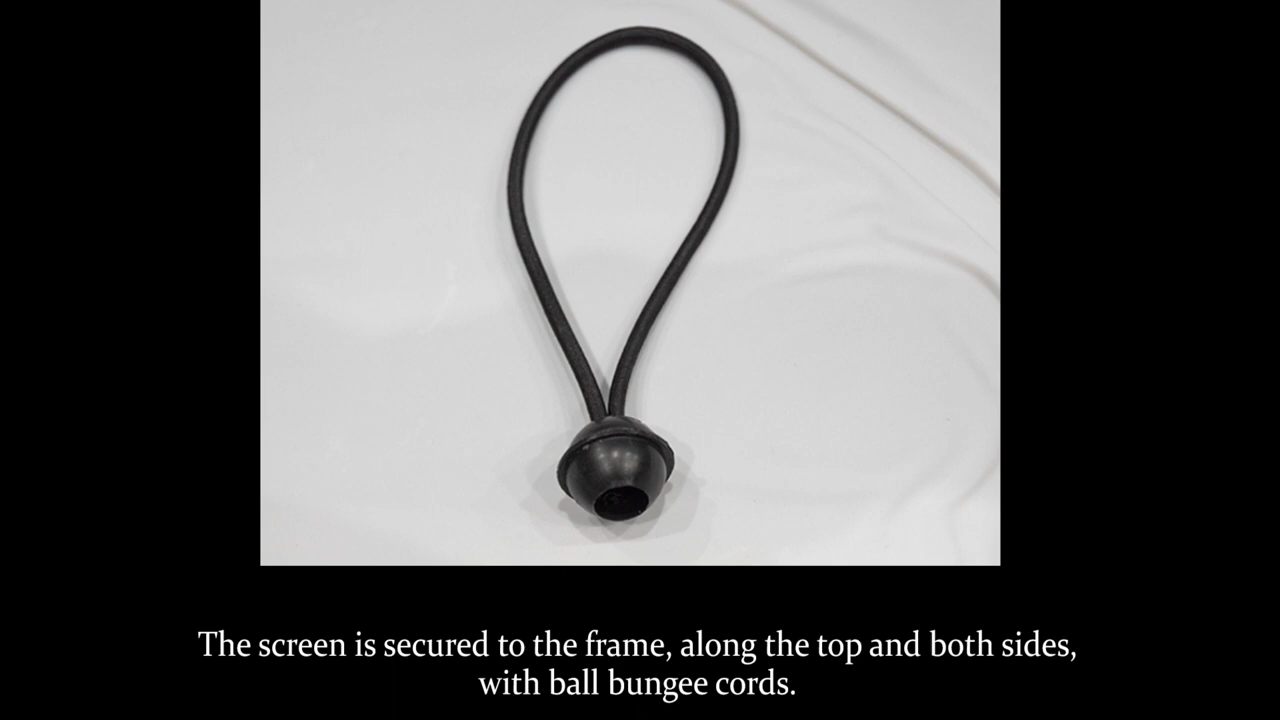 The screen is secured to the frame, along the top and both sides,
with ball bungee cords.